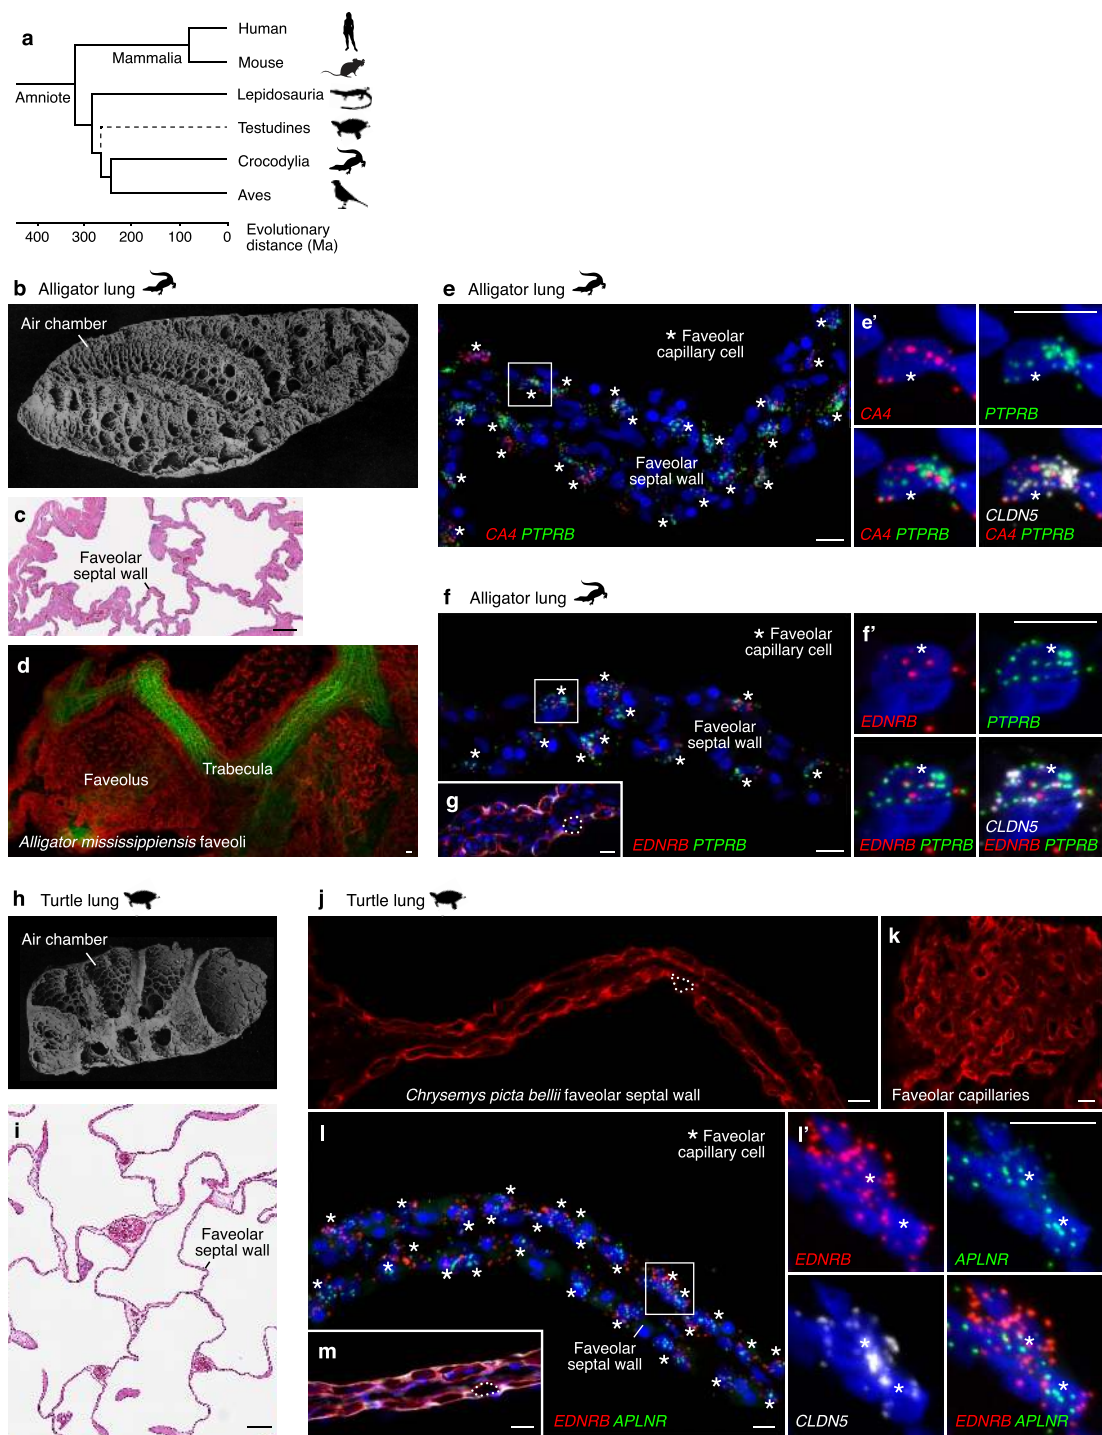 a
Human
Mammalia
Mouse
Amniote
Lepidosauria
Testudines
Crocodylia
Aves
400 300 200 100 0
Evolutionary
distance (Ma)
b Alligator lung
Air chamber
c
Faveolar
septal wall
d
Faveolus
Trabecula
Alligator mississippiensis faveoli
e Alligator lung
* Faveolar
capillary cell
Faveolar
septal wall
CA4 PTPRB
e’
CA4
PTPRB
CA4 PTPRB
CLDN5
CA4 PTPRB
f Alligator lung
* Faveolar
capillary cell
Faveolar
septal wall
g
EDNRB PTPRB
f’
EDNRB
PTPRB
EDNRB PTPRB
CLDN5
EDNRB PTPRB
h Turtle lung
Air chamber
i
Faveolar
septal wall
j Turtle lung
Chrysemys picta bellii faveolar septal wall
k
Faveolar capillaries
l
* Faveolar
capillary cell
Faveolar
septal wall
m
EDNRB APLNR
l’
EDNRB
APLNR
CLDN5
EDNRB APLNR